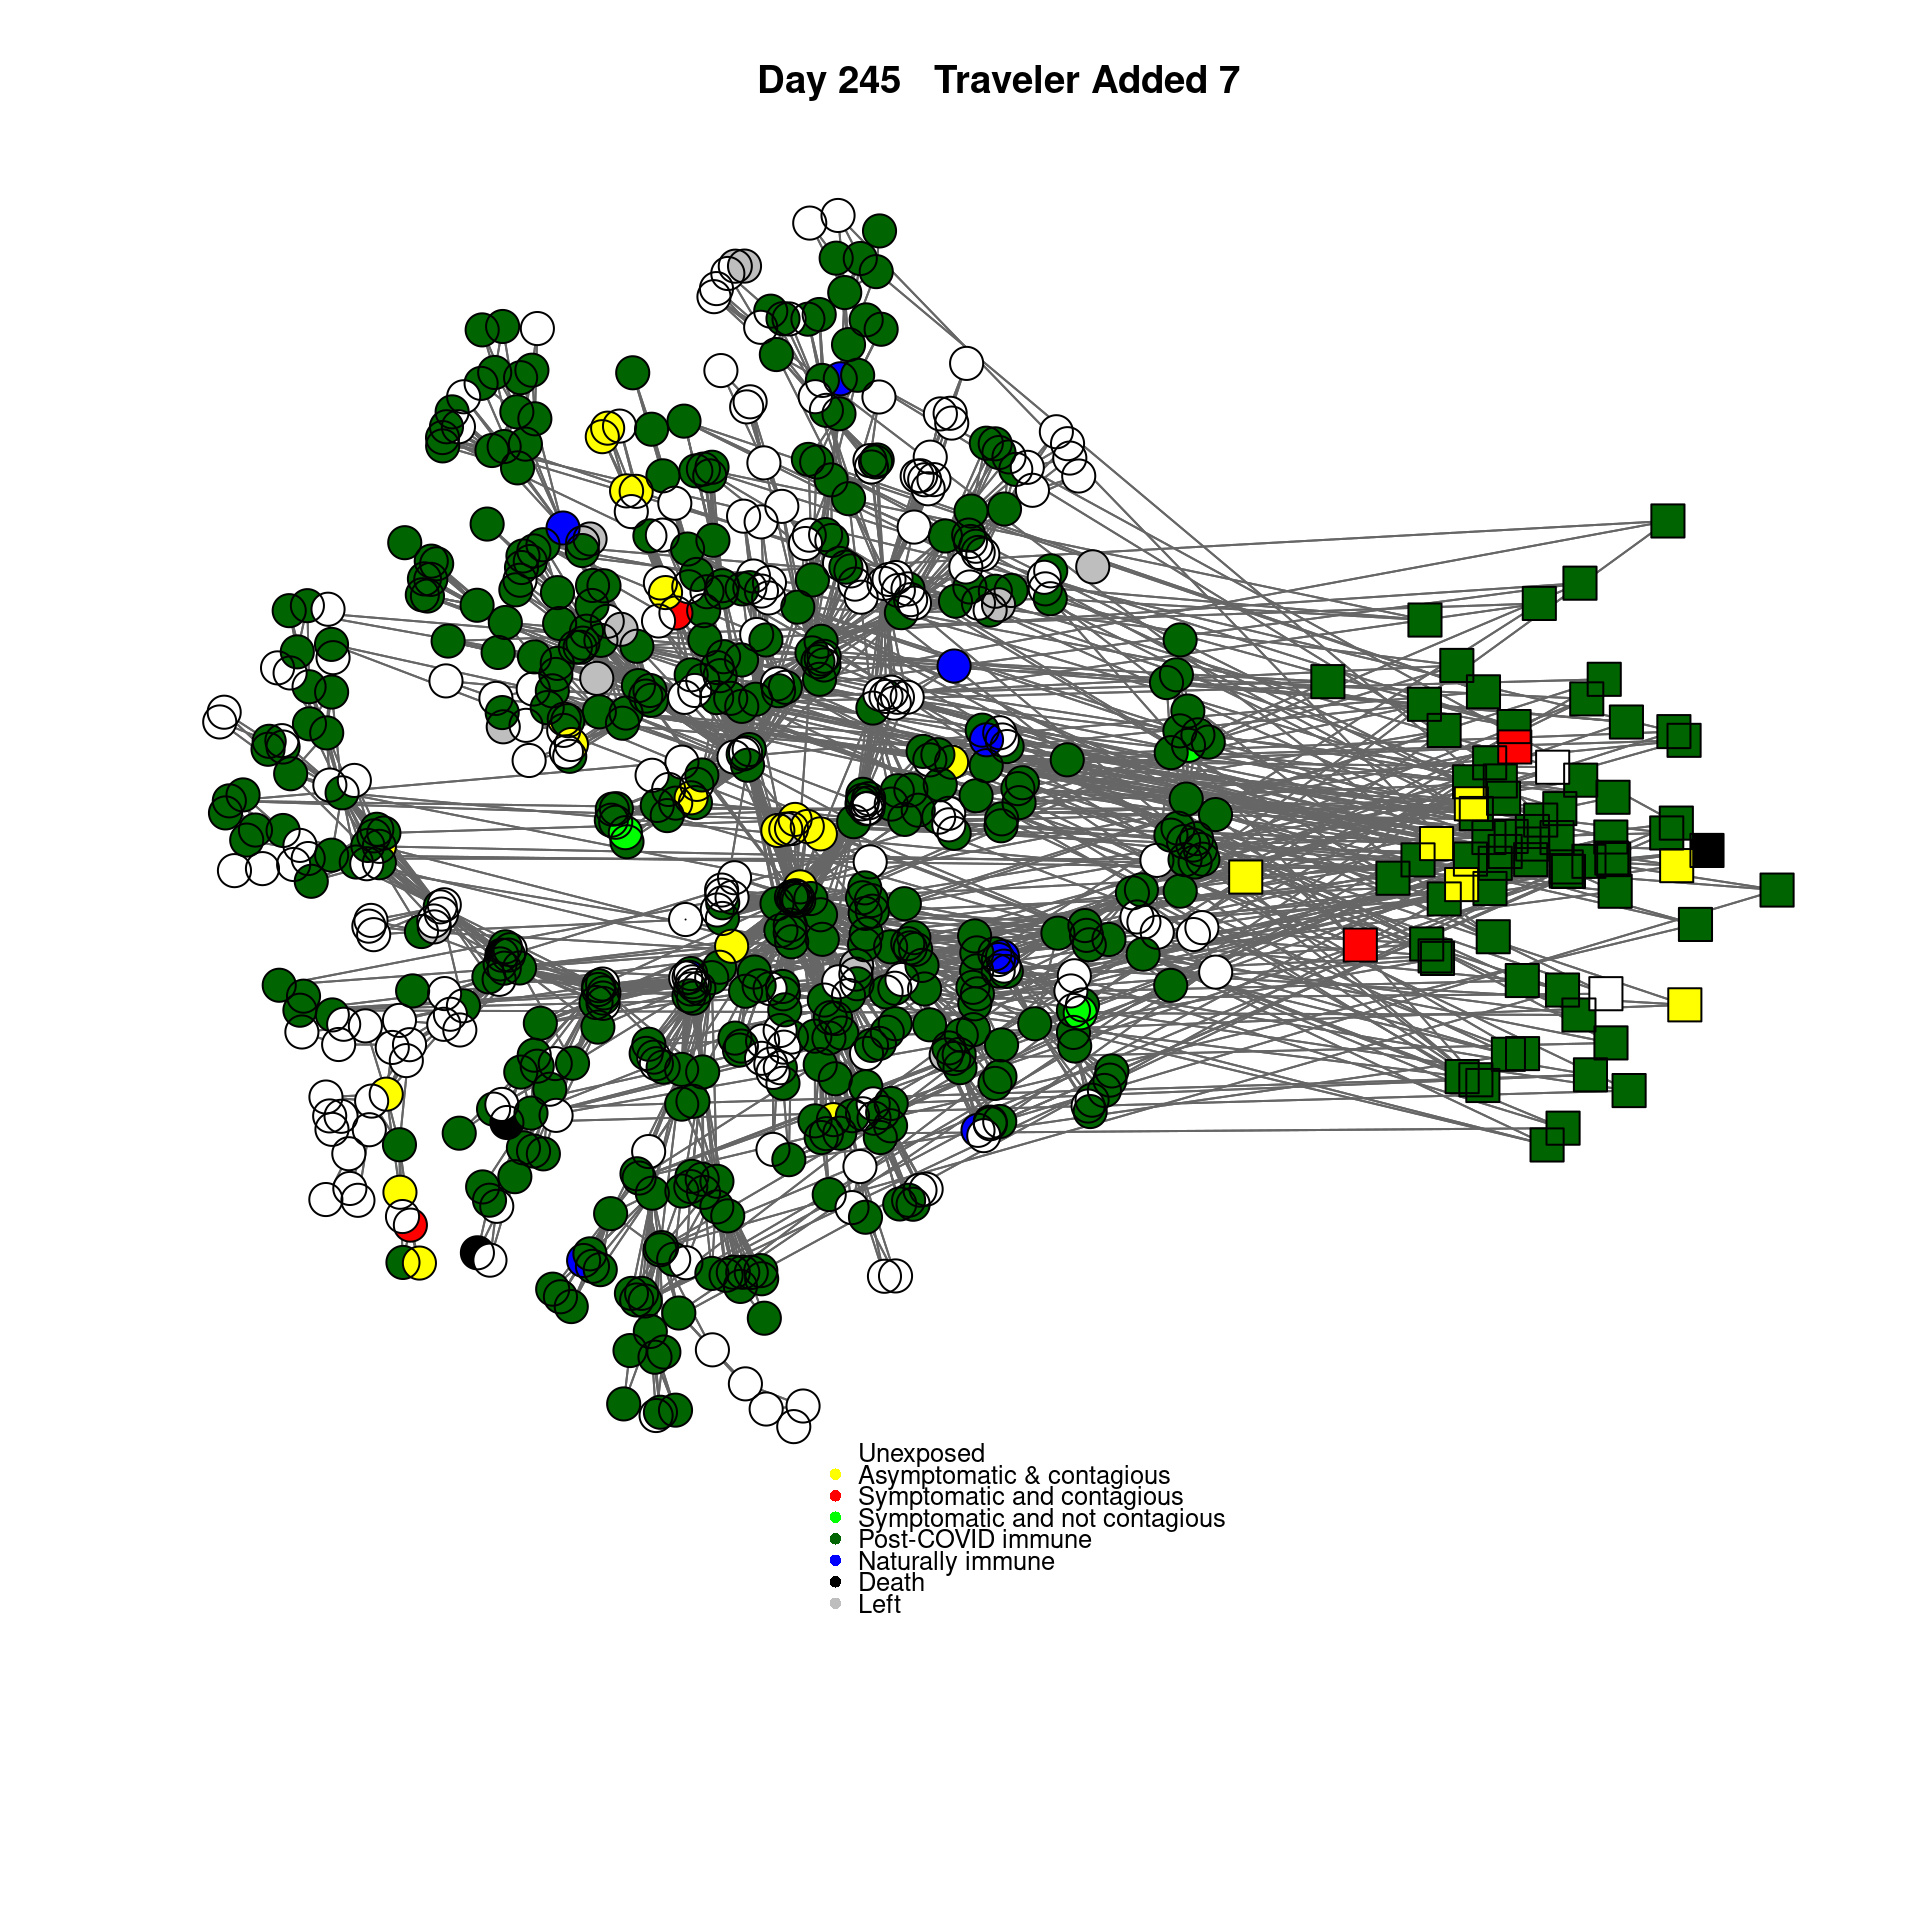 Day 245 Traveler Added 7
Unexposed
Asymptomatic & contagious
Symptomatic and contagious
Symptomatic and not contagious
Post-COVID immune
Naturally immune
Death
Left